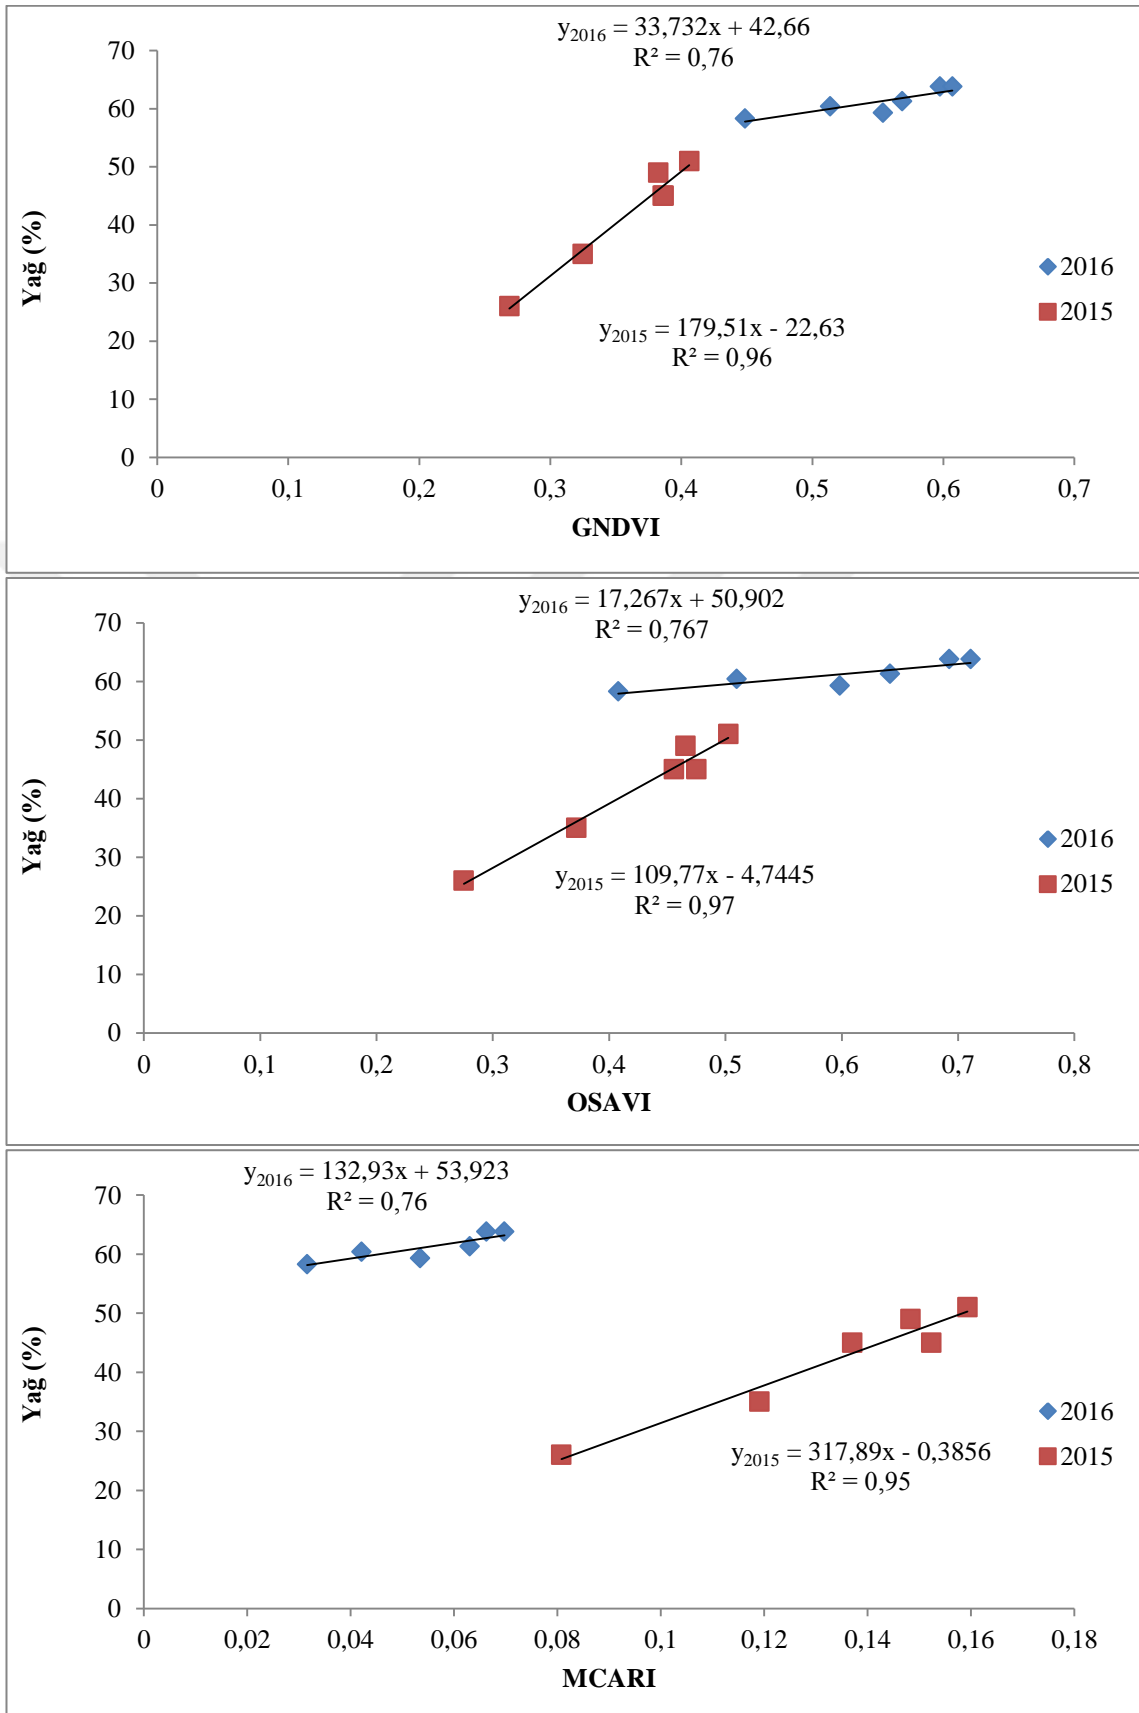 y2016 = 33,732x + 42,66
R² = 0,76
70
60
50
40
30
20
10
0
Yağ (%)
y2015 = 179,51x - 22,63
R² = 0,96
2016
2015
0 0,1 0,2 0,3 0,4 0,5 0,6 0,7
GNDVI
y2016 = 17,267x + 50,902
R² = 0,767
70
60
50
40
30
20
10
0
Yağ (%)
y2015 = 109,77x - 4,7445
R² = 0,97
2016
2015
0 0,1 0,2 0,3 0,4 0,5 0,6 0,7 0,8
OSAVI
y2016 = 132,93x + 53,923
R² = 0,76
70
60
50
40
30
20
10
0
Yağ (%)
y2015 = 317,89x - 0,3856
R² = 0,95
2016
2015
0 0,02 0,04 0,06 0,08 0,1 0,12 0,14 0,16 0,18
MCARI